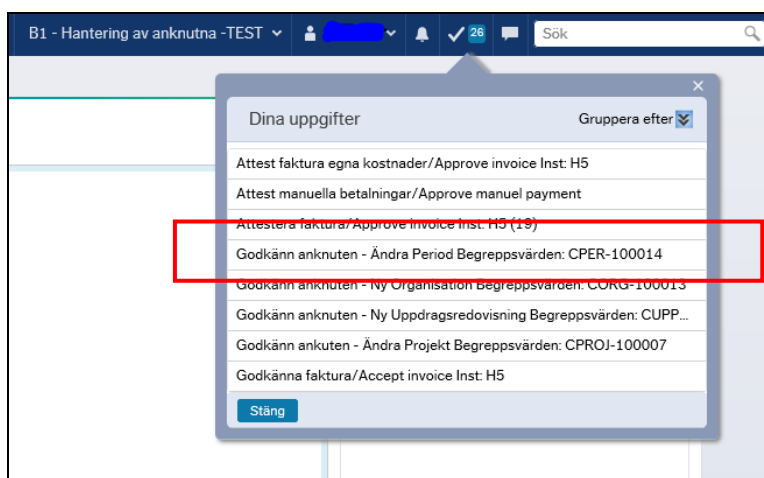 B1 - Hantering av anknutna -TEST 26 Sök
Dina uppgifter Gruppera efter
Attest faktura egna kostnader/Approve invoice Inst: H5
Attest manuella betalningar/Approve manuel payment
Attestera faktura/Approve invoice Inst: H5 (19)
Godkänn anknuten - Ändra Period Begreppsvärden: CPER-100014
Godkänn anknuten - Ny Organisation Begreppsvärden: CORG-100013
Godkänn anknuten - Ny Uppdragsredovisning Begreppsvärden: CUPP...
Godkänn ankuten - Ändra Projekt Begreppsvärden: CPROJ-100007
Godkänna faktura/Accept invoice Inst: H5
Stäng